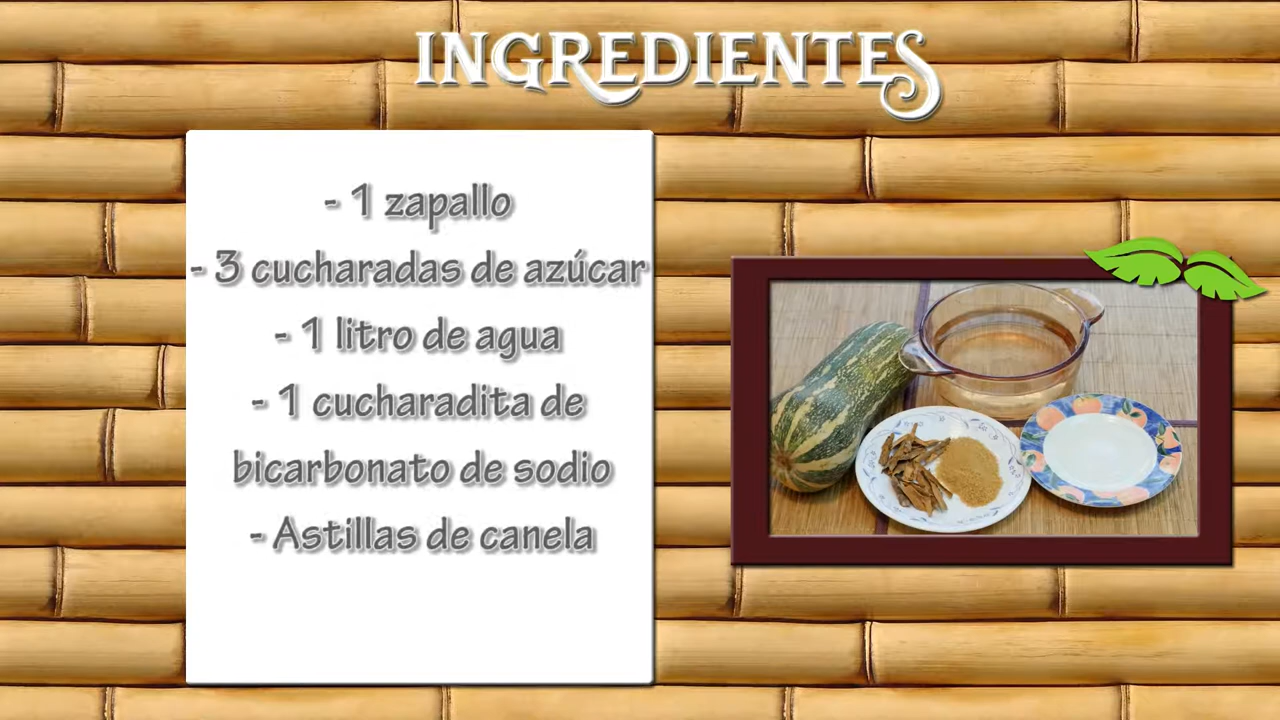 INGREDIENTES
- 1 zapallo
- 3 cucharadas de azúcar
- 1 litro de agua
- 1 cucharadita de
bicarbonato de sodio
- Astillas de canela